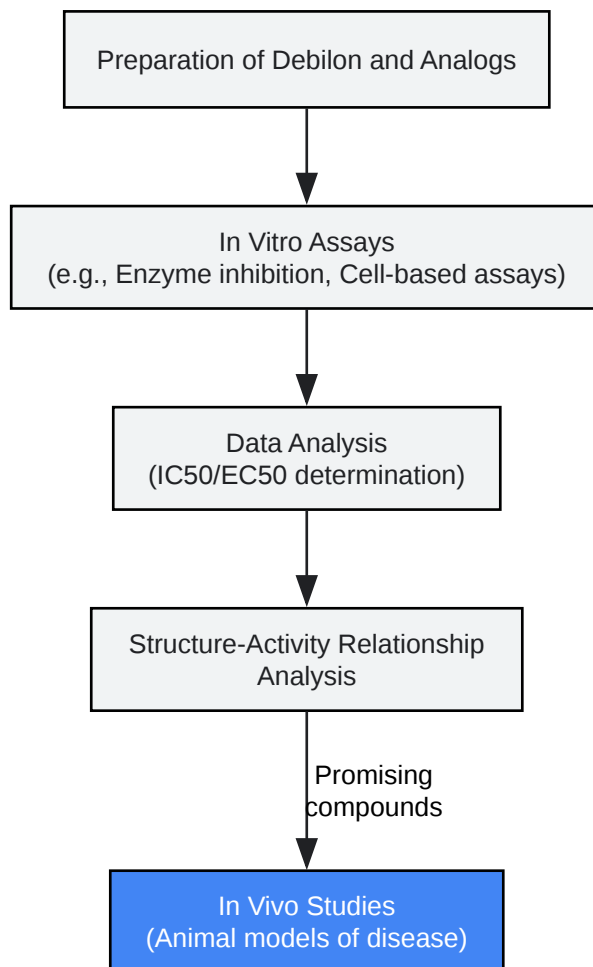 Preparation of Debilon and Analogs
In Vitro Assays
(e.g., Enzyme inhibition, Cell-based assays)
Data Analysis
(IC50/EC50 determination)
Structure-Activity Relationship
Analysis
Promising
compounds
In Vivo Studies
(Animal models of disease)